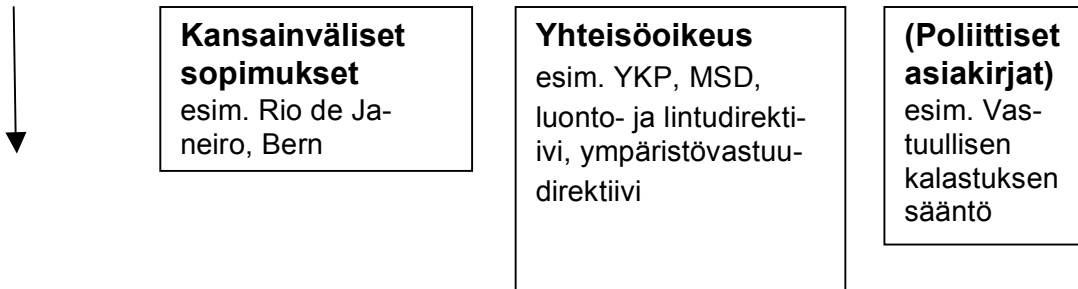 Kansainväliset
sopimukset
esim. Rio de Ja-
neiro, Bern
Yhteisöoikeus
esim. YKP, MSD,
luonto- ja lintudirekti-
ivi, ympäristövastuu-
direktiivi
(Poliittiset
asiakirjat)
esim. Vas-
tuullisen
kalastuksen
sääntö